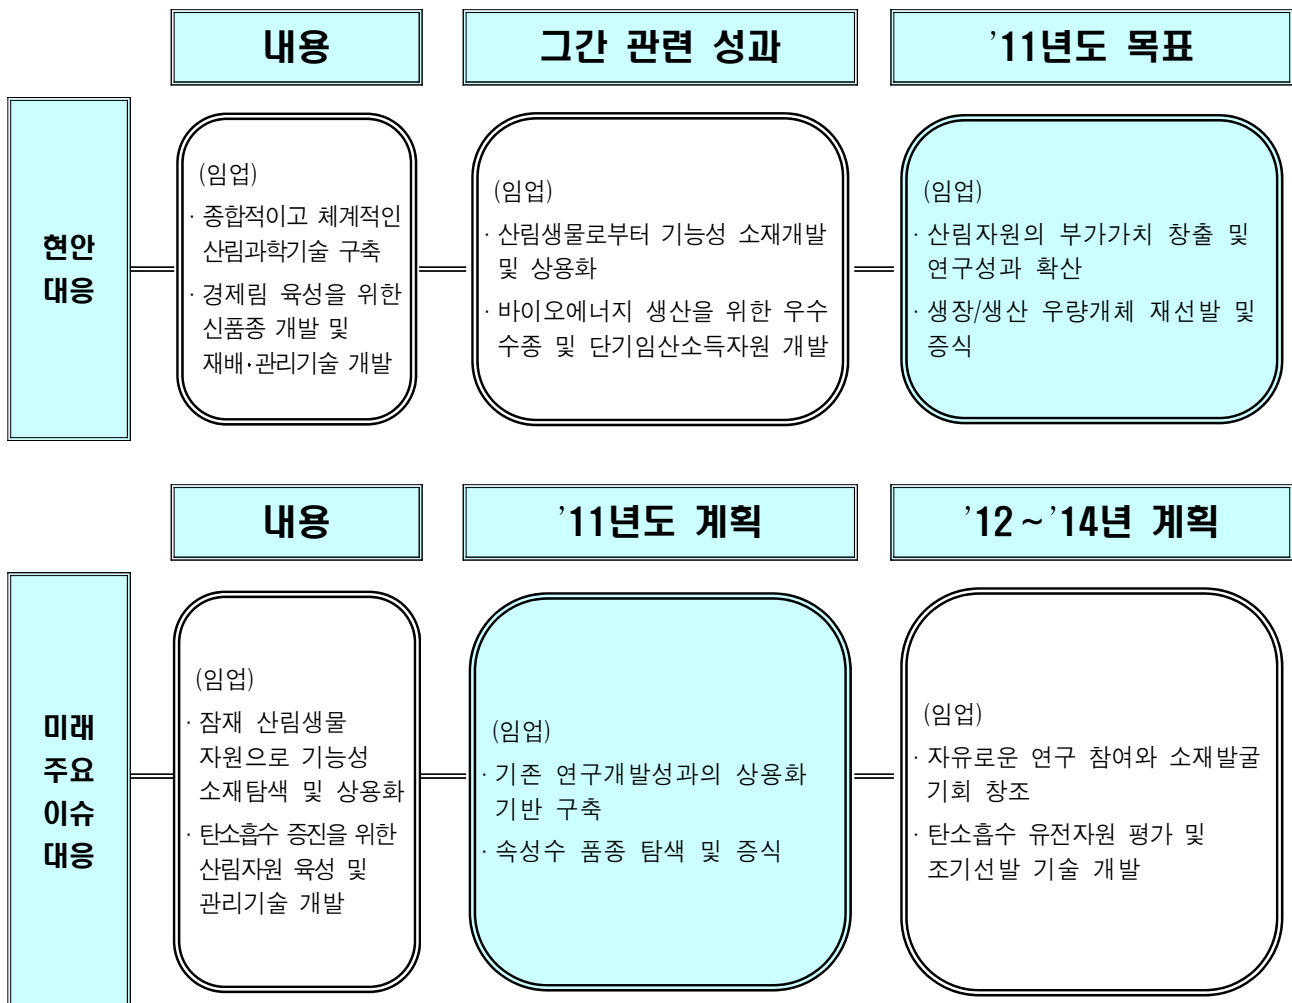 내용
그간 관련 성과
’11년도 목표
현안
대응
(임업)
· 종합적이고 체계적인
산림과학기술 구축
· 경제림 육성을 위한
신품종 개발 및
재배·관리기술 개발
(임업)
· 산림생물로부터 기능성 소재개발
및 상용화
· 바이오에너지 생산을 위한 우수
수종 및 단기임산소득자원 개발
(임업)
· 산림자원의 부가가치 창출 및
연구성과 확산
· 생장/생산 우량개체 재선발 및
증식
내용
’11년도 계획
’12～’14년 계획
미래
주요
이슈
대응
(임업)
· 잠재 산림생물
자원으로 기능성
소재탐색 및 상용화
· 탄소흡수 증진을 위한
산림자원 육성 및
관리기술 개발
(임업)
· 기존 연구개발성과의 상용화
기반 구축
· 속성수 품종 탐색 및 증식
(임업)
· 자유로운 연구 참여와 소재발굴
기회 창조
· 탄소흡수 유전자원 평가 및
조기선발 기술 개발